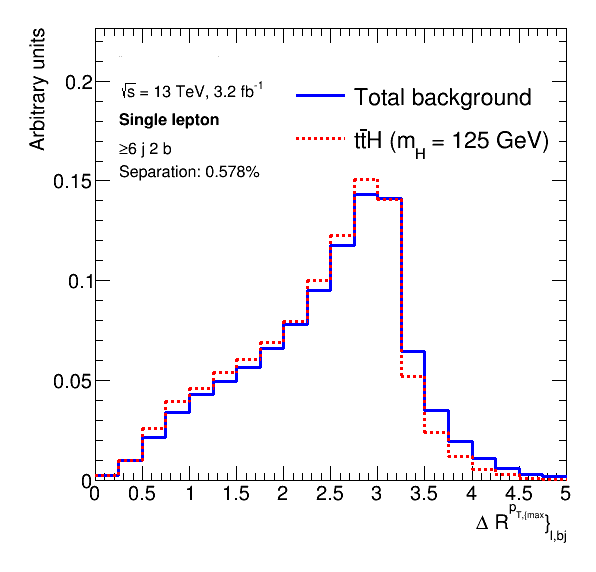 Arbitrary units
√s = 13 TeV, 3.2 fb⁻¹
Single lepton
≥6 j 2 b
Separation: 0.578%
Total background
tt̄H (m_H = 125 GeV)
0.2
0.15
0.1
0.05
0
0 0.5 1 1.5 2 2.5 3 3.5 4 4.5 5
Δ R^{p_{T,{max}}}_{l,bj}